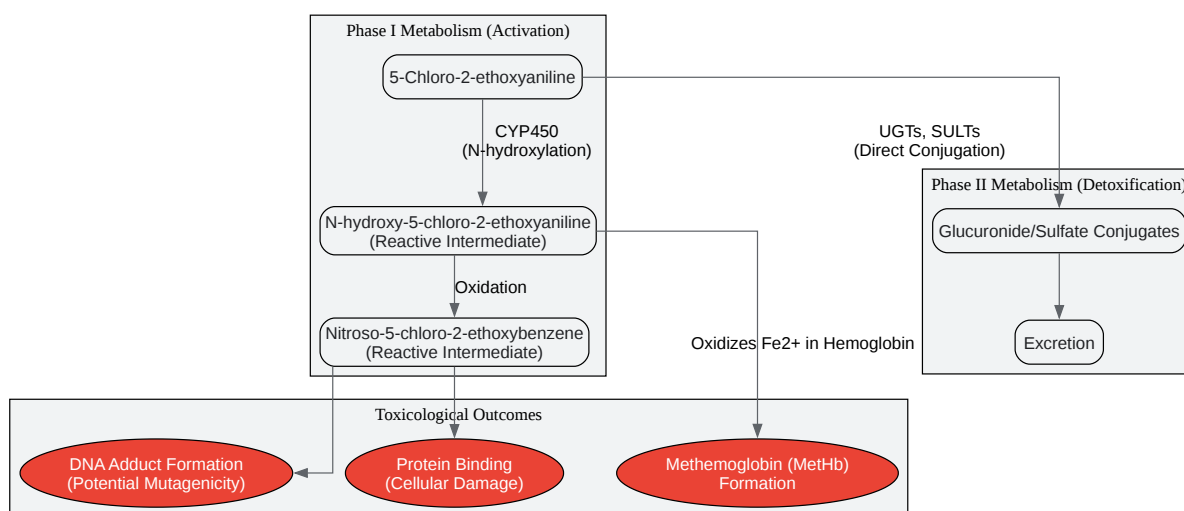 Phase I Metabolism (Activation)
5-Chloro-2-ethoxyaniline
CYP450
(N-hydroxylation)
UGTs, SULTs
(Direct Conjugation)
Phase II Metabolism (Detoxification)
N-hydroxy-5-chloro-2-ethoxyaniline
(Reactive Intermediate)
Glucuronide/Sulfate Conjugates
Oxidation
Nitroso-5-chloro-2-ethoxybenzene
(Reactive Intermediate)
Oxidizes Fe2+ in Hemoglobin
Excretion
Toxicological Outcomes
DNA Adduct Formation
(Potential Mutagenicity)
Protein Binding
(Cellular Damage)
Methemoglobin (MetHb)
Formation